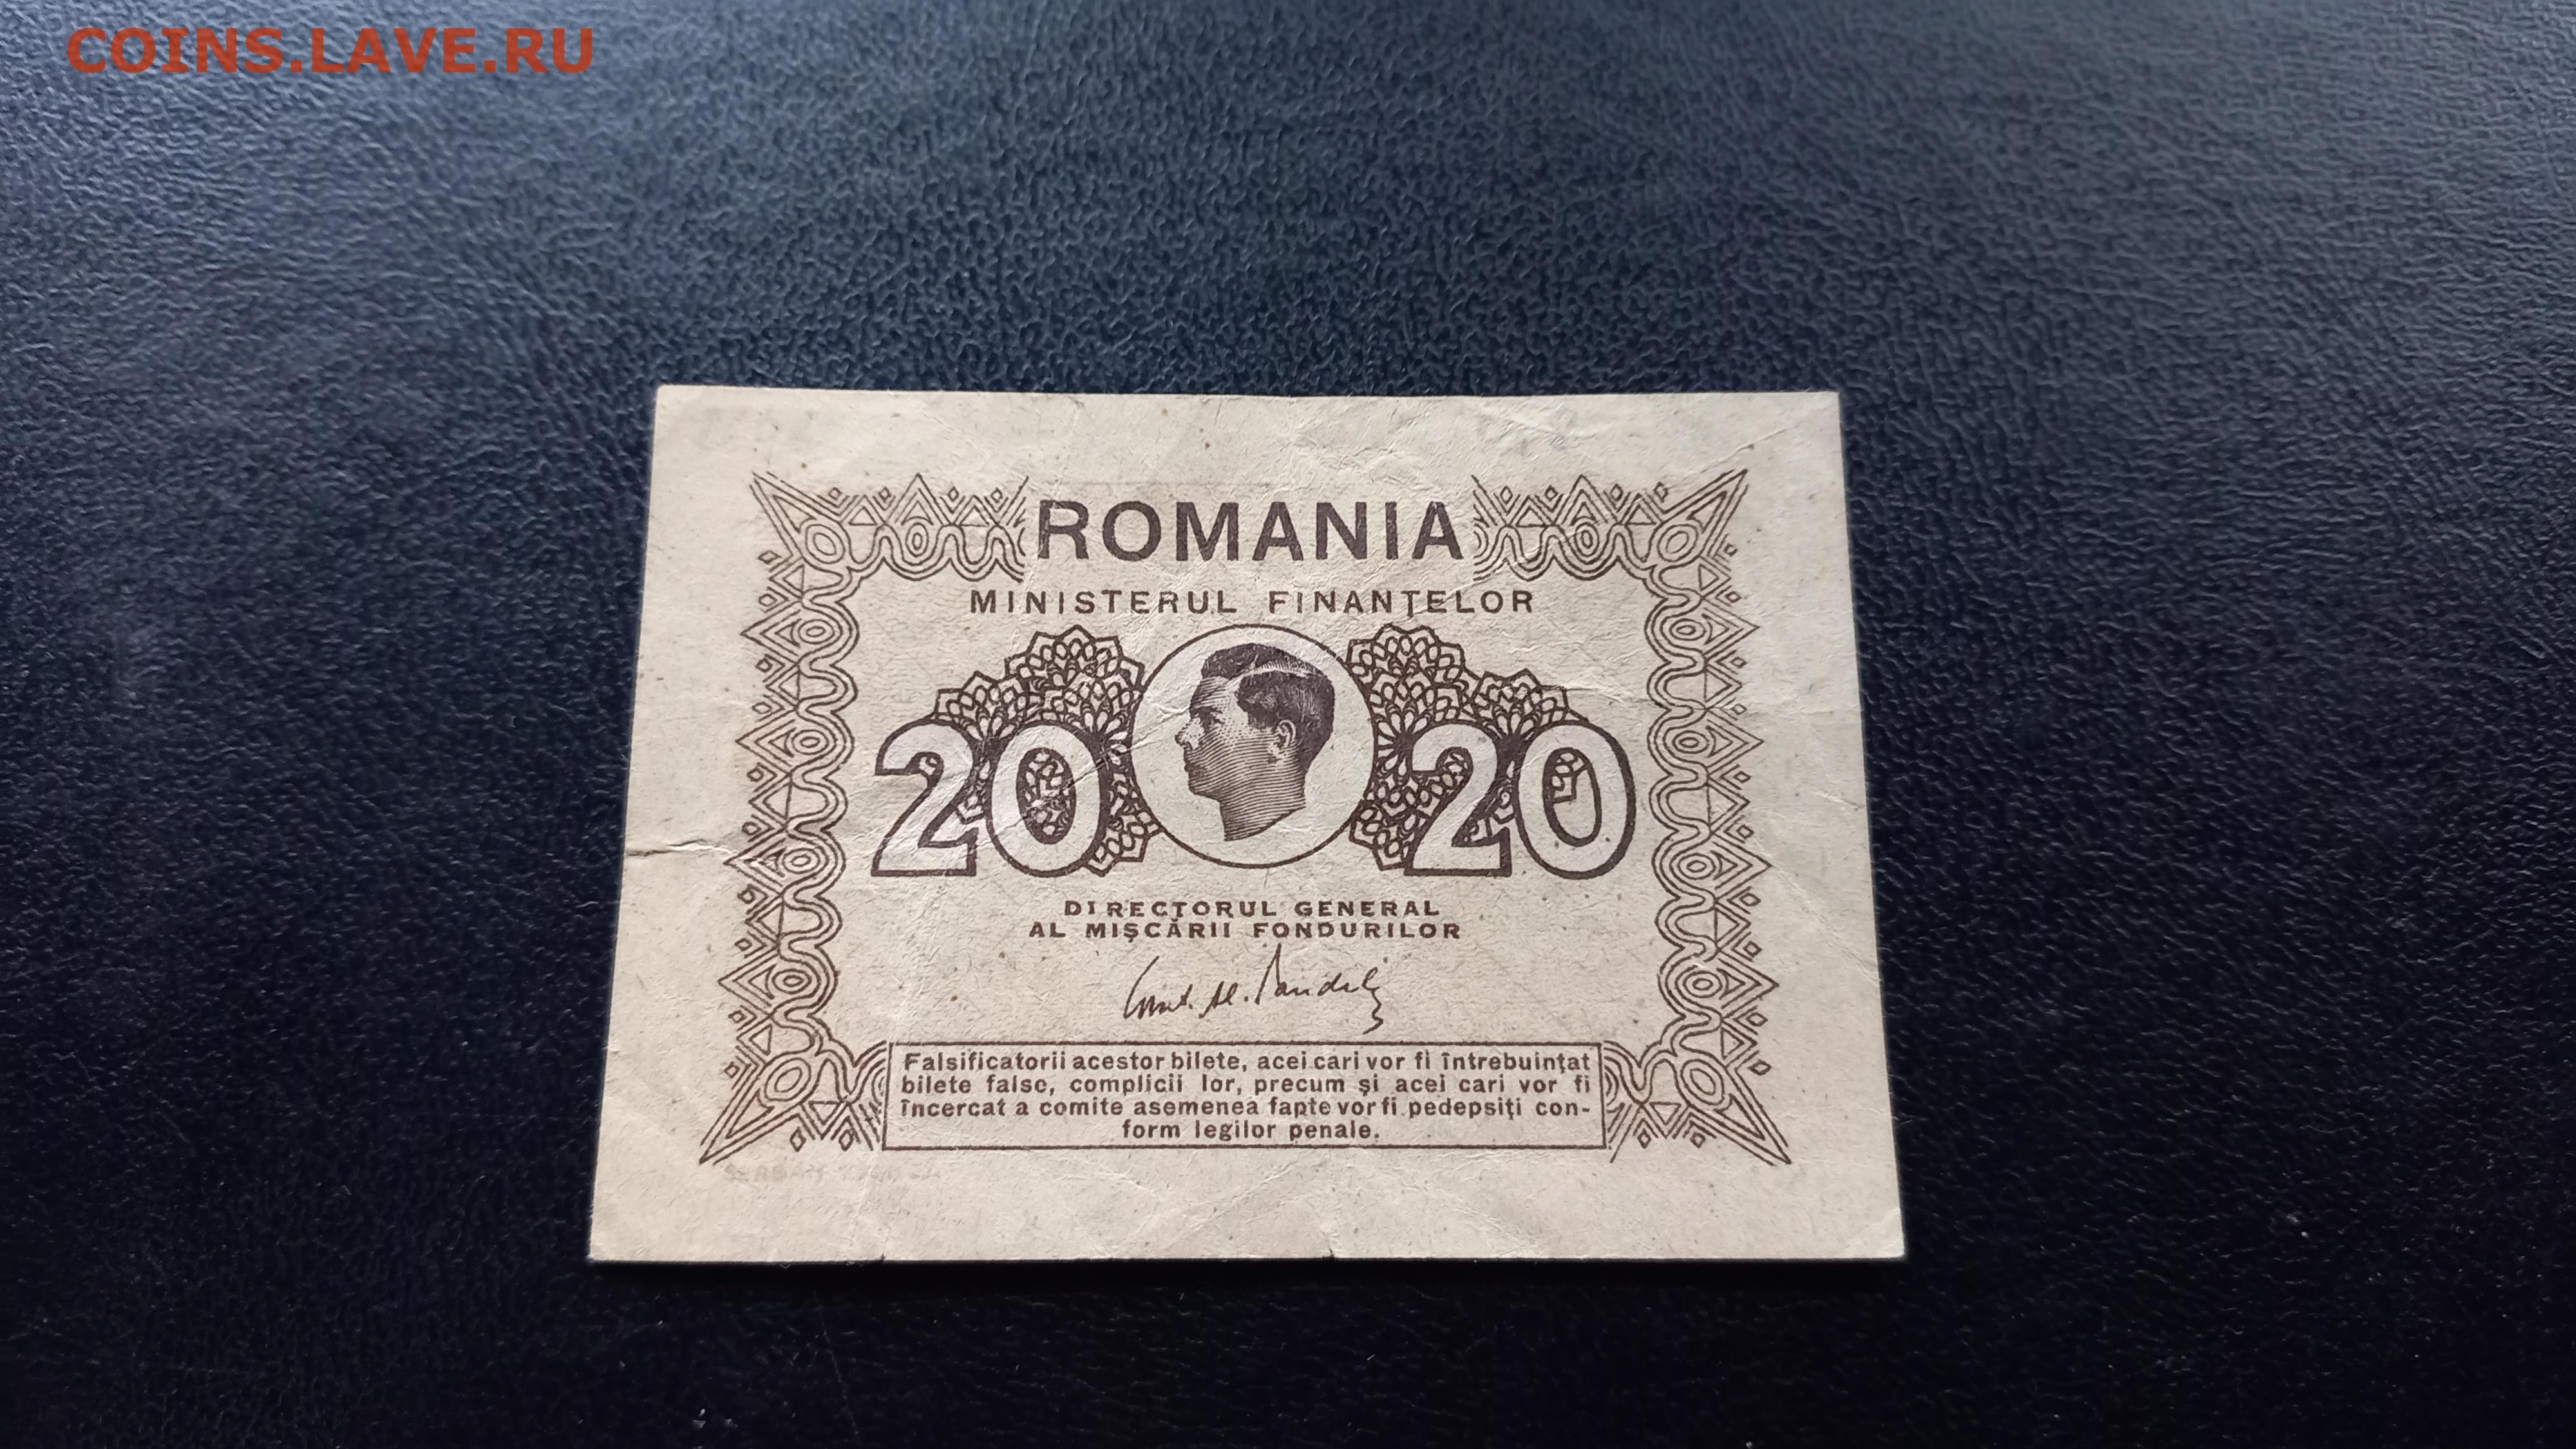 COINS.LAVE.RU
ROMANIA
MINISTERUL FINANȚELOR
20 20
DIRECTORUL GENERAL
AL MIȘCĂRII FONDURILOR
Falsificatorii acestor bilete, acei cari vor fi întrebuințat
bilete false, complicii lor, precum și acei cari vor fi
încercat a comite asemenea fapte vor fi pedepsiți con-
form legilor penale.